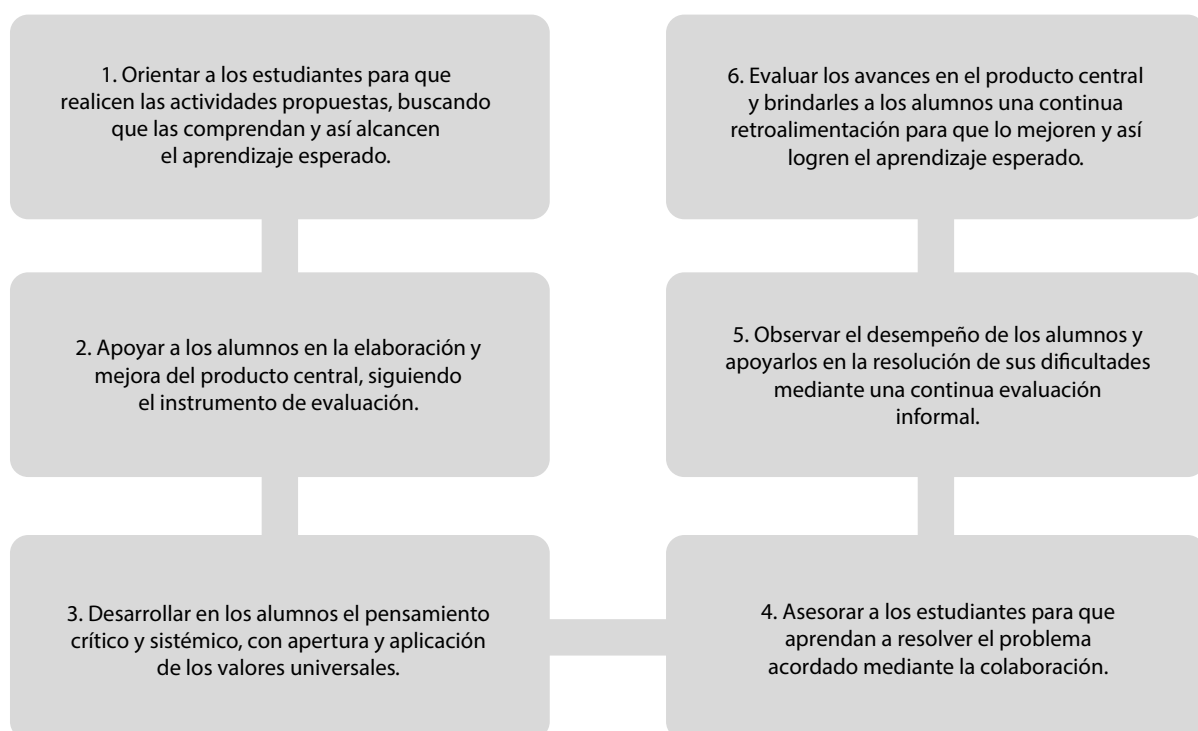 1. Orientar a los estudiantes para que
realicen las actividades propuestas, buscando
que las comprendan y así alcancen
el aprendizaje esperado.
2. Apoyar a los alumnos en la elaboración y
mejora del producto central, siguiendo
el instrumento de evaluación.
3. Desarrollar en los alumnos el pensamiento
crítico y sistémico, con apertura y aplicación
de los valores universales.
4. Asesorar a los estudiantes para que
aprendan a resolver el problema
acordado mediante la colaboración.
5. Observar el desempeño de los alumnos y
apoyarlos en la resolución de sus dificultades
mediante una continua evaluación
informal.
6. Evaluar los avances en el producto central
y brindarles a los alumnos una continua
retroalimentación para que lo mejoren y así
logren el aprendizaje esperado.